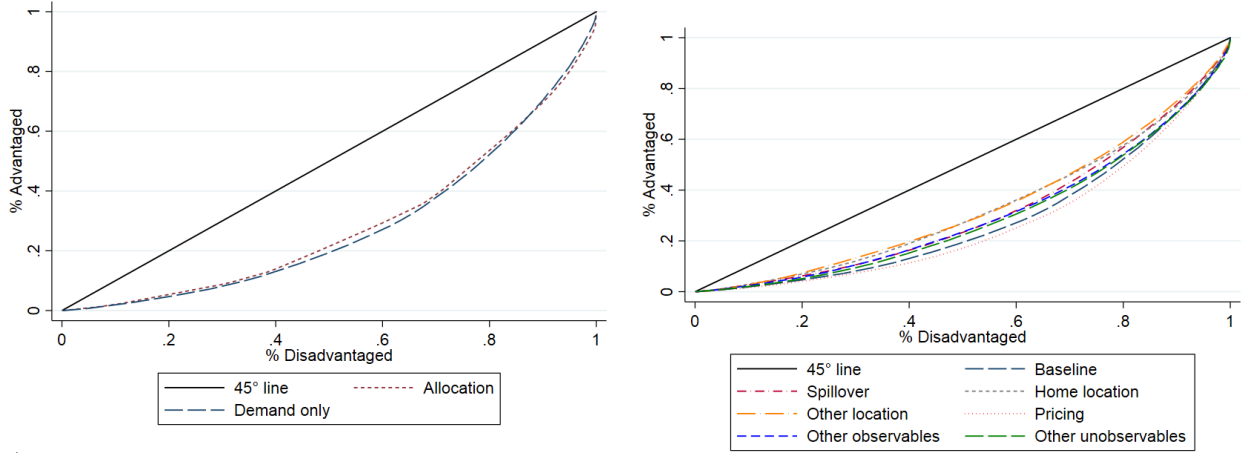 1
.8
.6
.4
.2
0
% Advantaged
0 .2 .4 .6 .8 1
% Disadvantaged
45° line Allocation
Demand only
1
.8
.6
.4
.2
0
% Advantaged
0 .2 .4 .6 .8 1
% Disadvantaged
45° line Baseline
Spillover Home location
Other location Pricing
Other observables Other unobservables